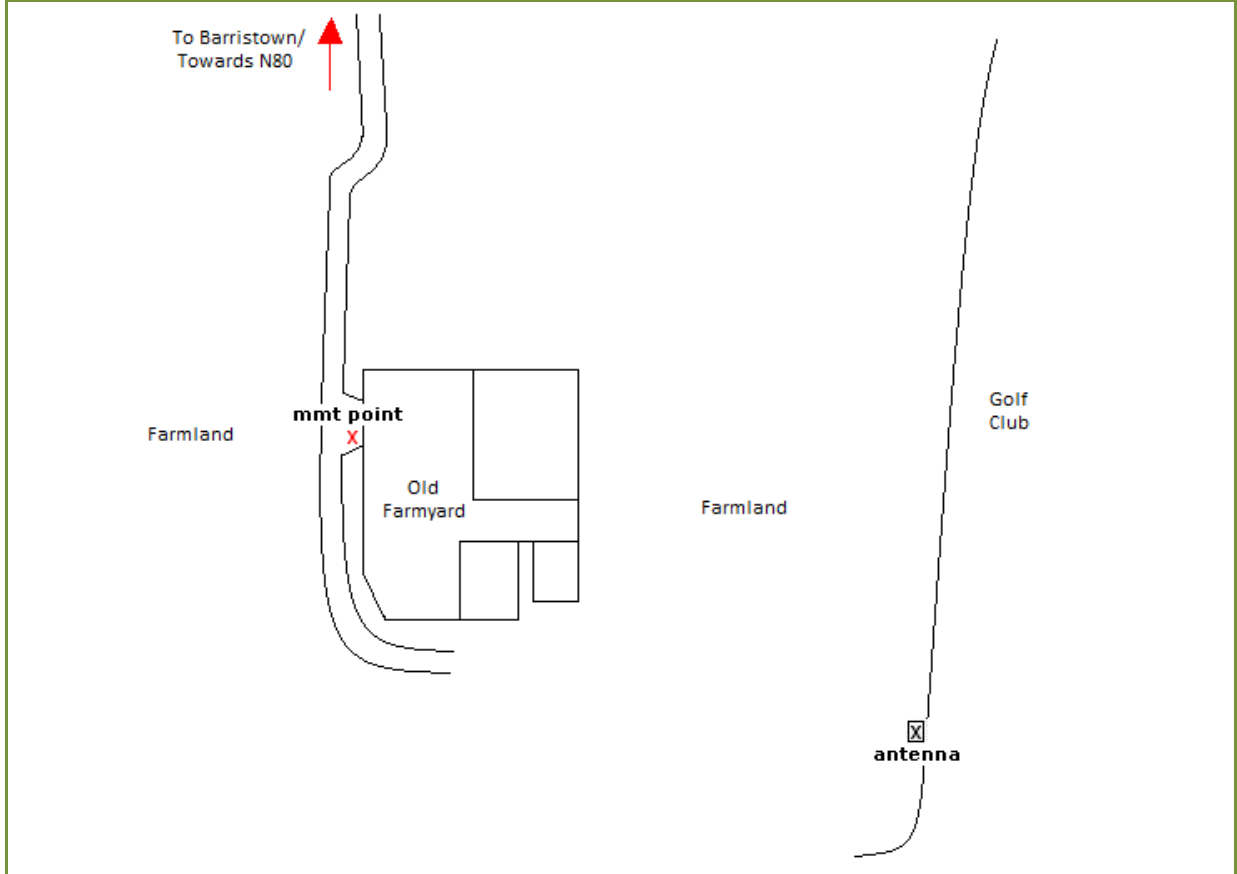 To Barristown/
Towards N80
Golf
Club
mmt point
X
Farmland
Old
Farmyard
Farmland
X
antenna